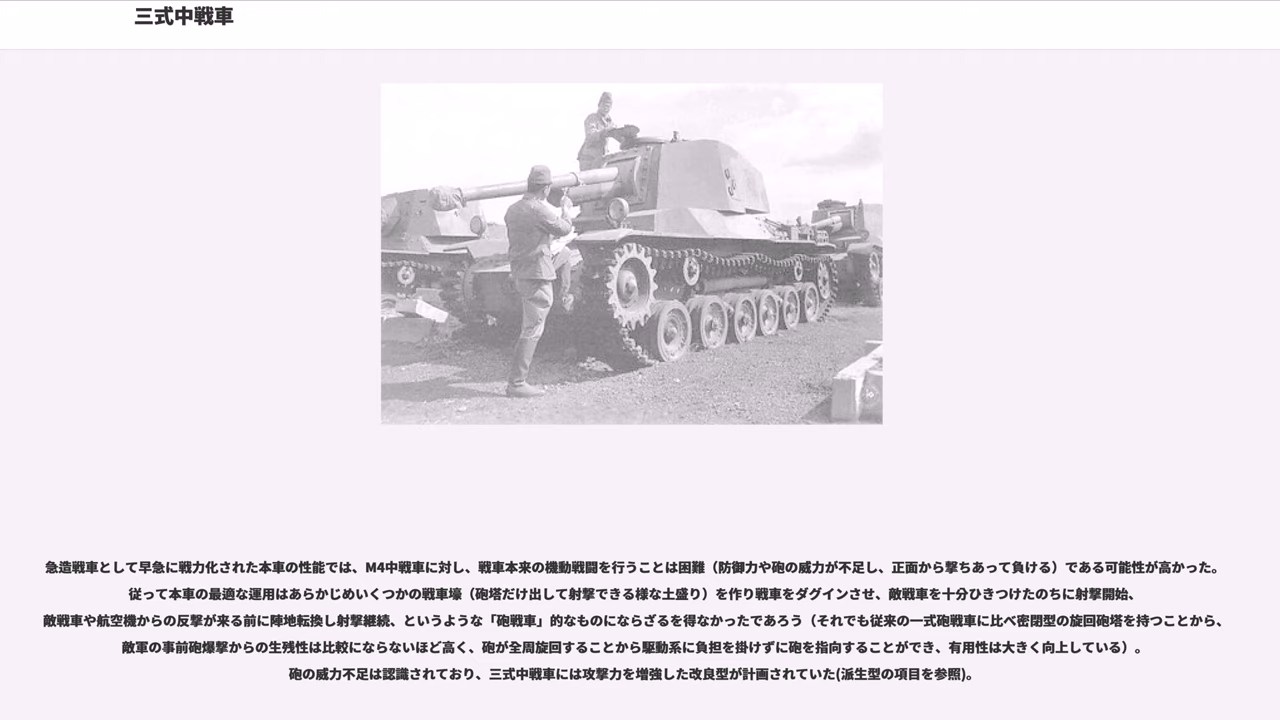 三式中戦車
急造戦車として早急に戦力化された本車の性能では、M4中戦車に対し、戦車本来の機動戦闘を行うことは困難（防御力や砲の威力が不足し、正面から撃ちあって負ける）である可能性が高かった。
従って本車の最適な運用はあらかじめいくつかの戦車壕（砲塔だけ出して射撃できる様な土盛り）を作り戦車をダグインさせ、敵戦車を十分ひきつけたのちに射撃開始、
敵戦車や航空機からの反撃が来る前に陣地転換し射撃継続、というような「砲戦車」的なものにならざるを得なかったであろう（それでも従来の一式砲戦車に比べ密閉型の旋回砲塔を持つことから、
敵軍の事前砲爆撃からの生残性は比較にならないほど高く、砲が全周旋回することから駆動系に負担を掛けずに砲を指向することができ、有用性は大きく向上している）。
砲の威力不足は認識されており、三式中戦車には攻撃力を増強した改良型が計画されていた(派生型の項目を参照)。